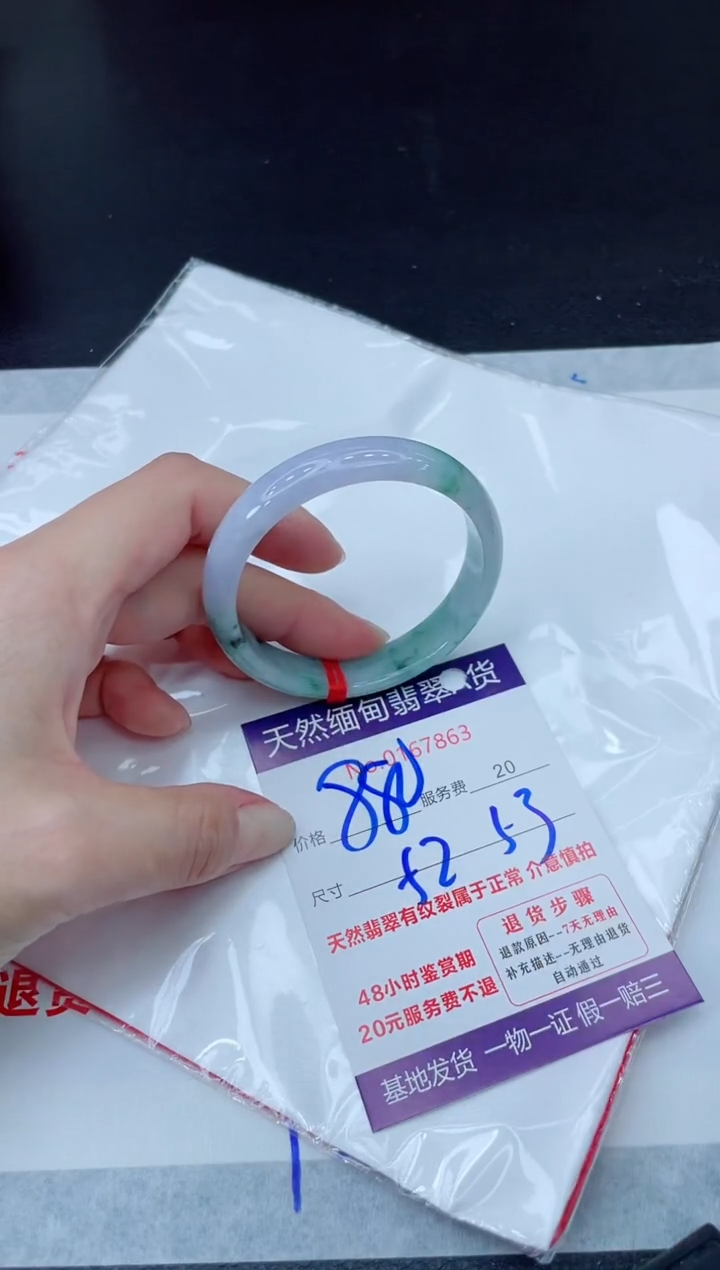 天然缅甸翡翠A货
No.0167863
价格 880 服务费 20
尺寸 52 53
天然翡翠有纹裂属于正常 介意慎拍
48小时鉴赏期
20元服务费不退
退货步骤
退款原因--7天无理由
补充描述--无理由退货
自动通过
基地发货 一物一证 假一赔三
退货